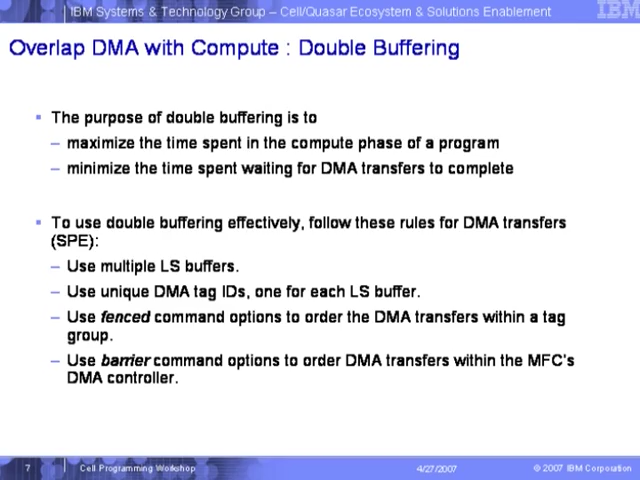 IBM Systems & Technology Group – Cell/Quasar Ecosystem & Solutions Enablement
IBM
Overlap DMA with Compute : Double Buffering
▪ The purpose of double buffering is to
– maximize the time spent in the compute phase of a program
– minimize the time spent waiting for DMA transfers to complete
▪ To use double buffering effectively, follow these rules for DMA transfers
(SPE):
– Use multiple LS buffers.
– Use unique DMA tag IDs, one for each LS buffer.
– Use fenced command options to order the DMA transfers within a tag
group.
– Use barrier command options to order DMA transfers within the MFC's
DMA controller.
7 Cell Programming Workshop 4/27/2007 © 2007 IBM Corporation